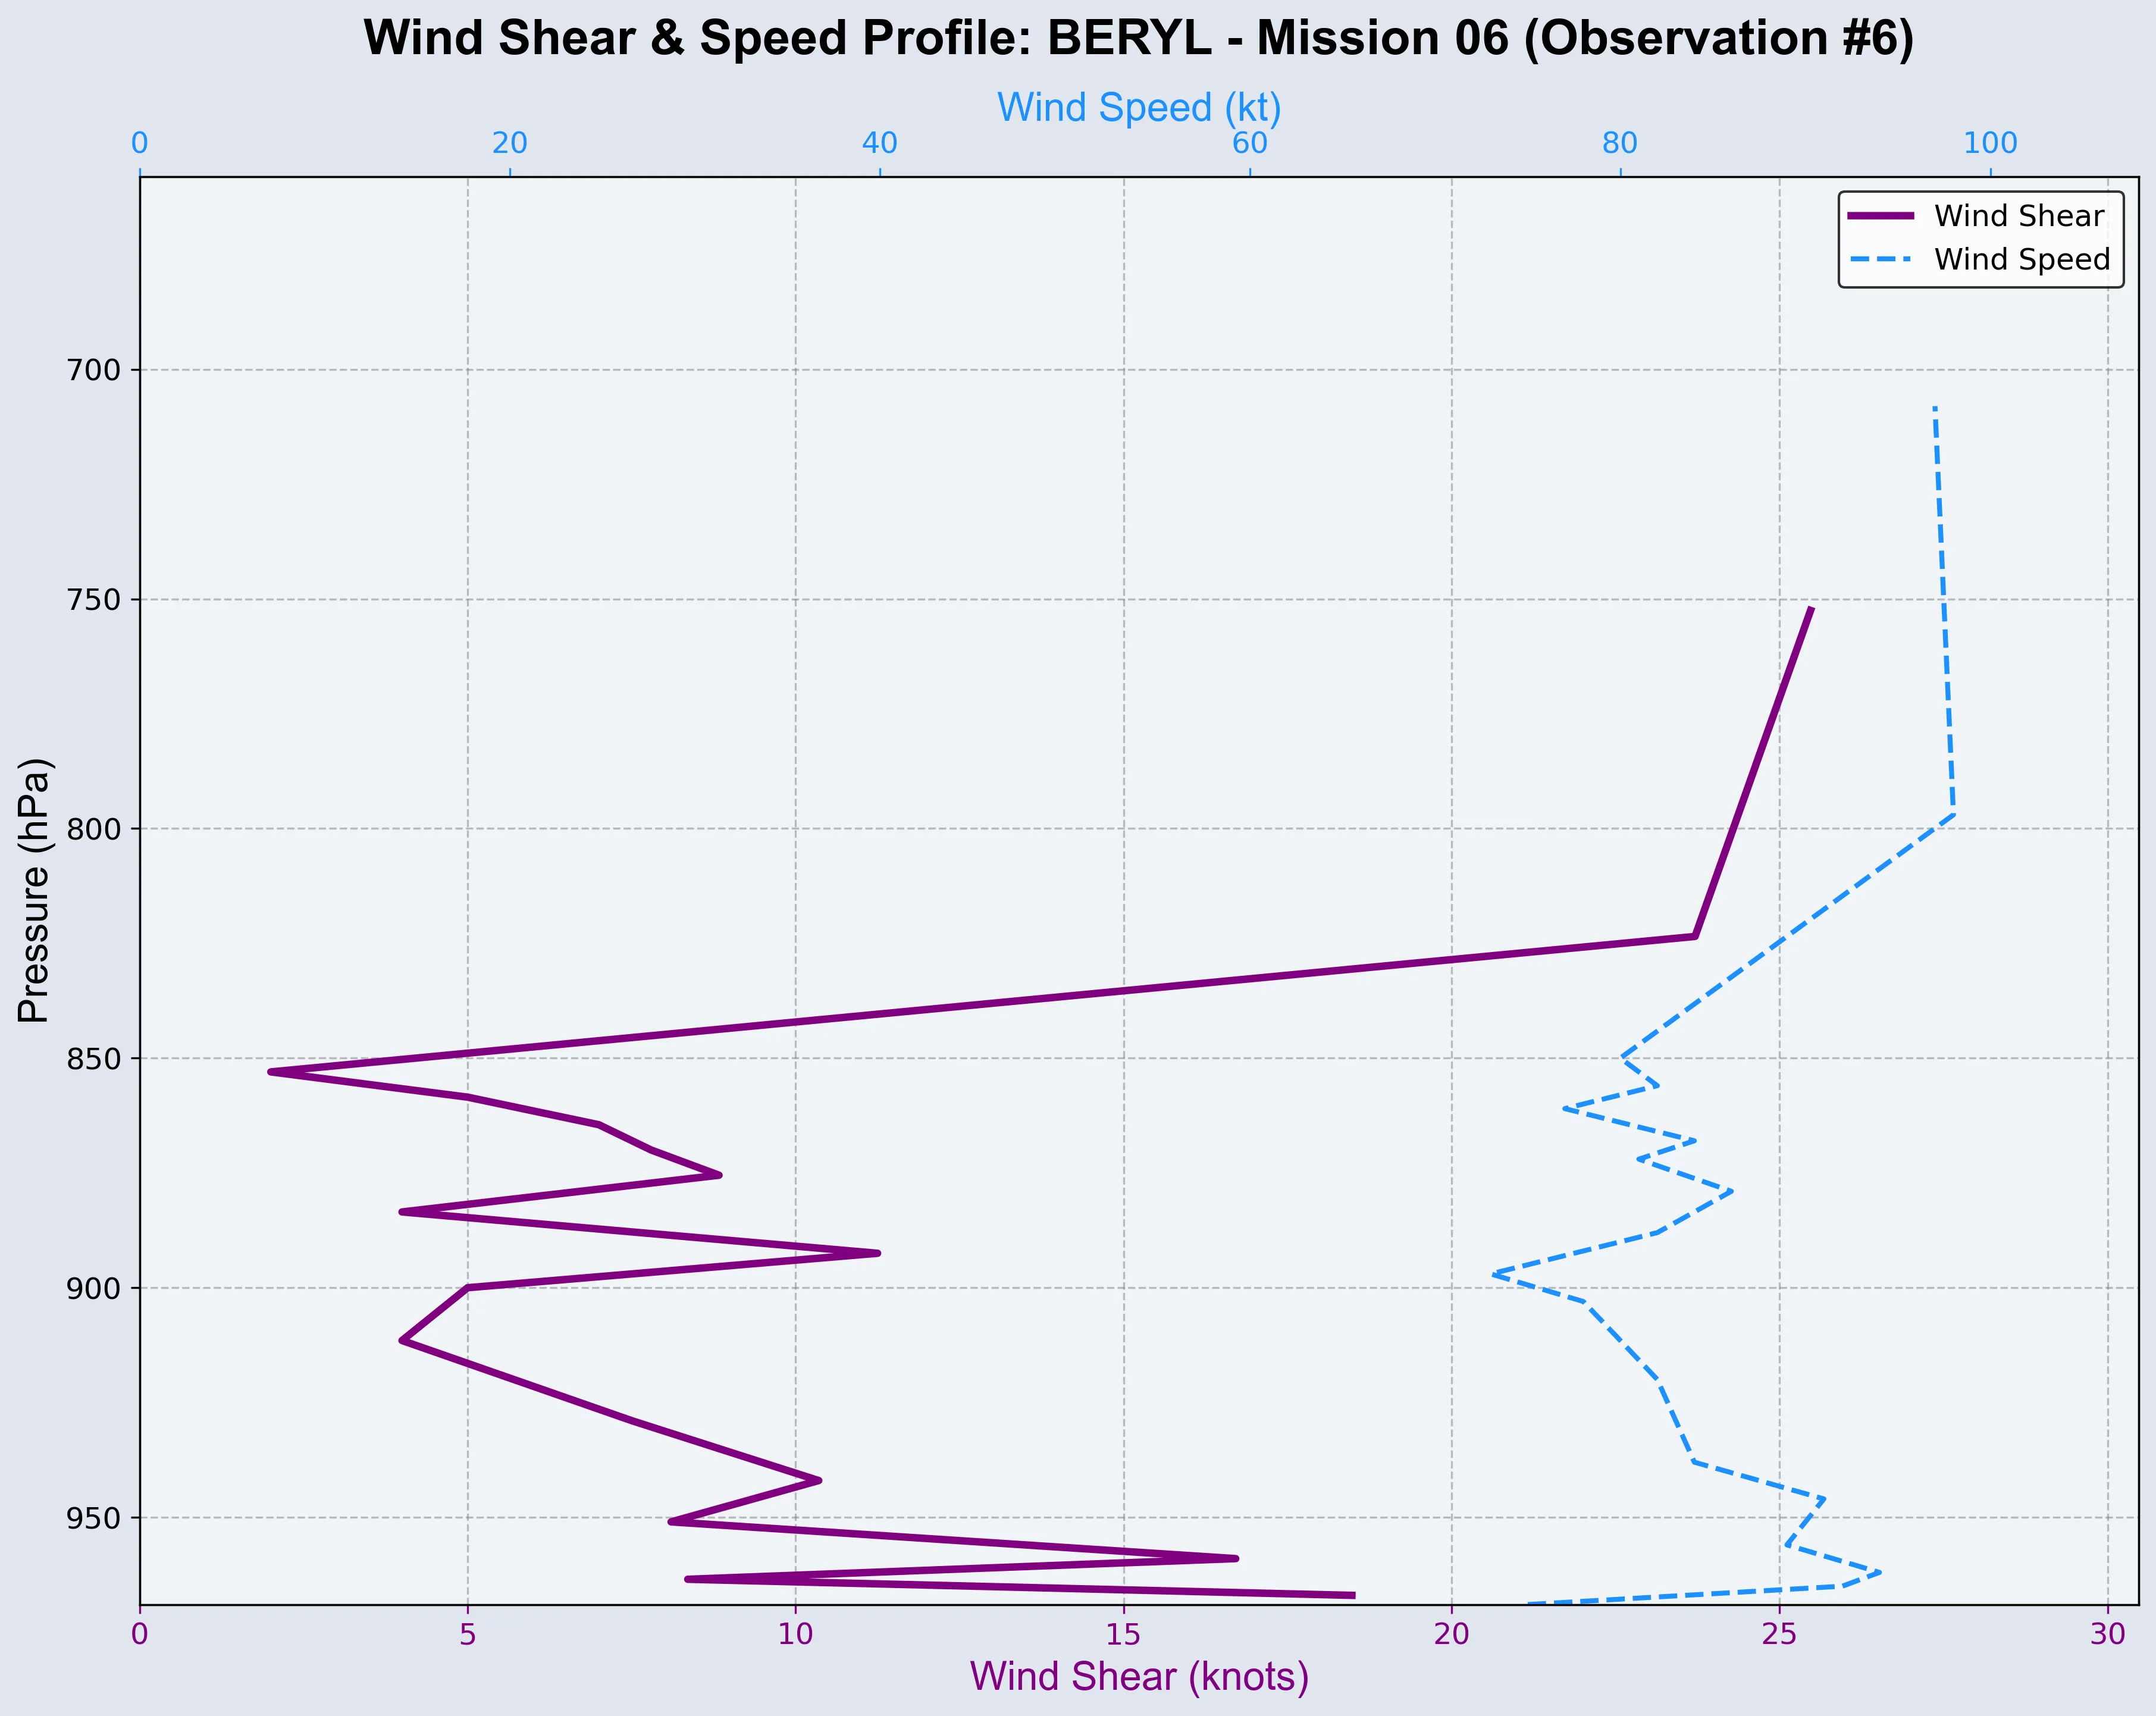 Wind Shear & Speed Profile: BERYL - Mission 06 (Observation #6)
Wind Speed (kt)
0 20 40 60 80 100
Wind Shear
Wind Speed
Pressure (hPa)
700
750
800
850
900
950
0 5 10 15 20 25 30
Wind Shear (knots)